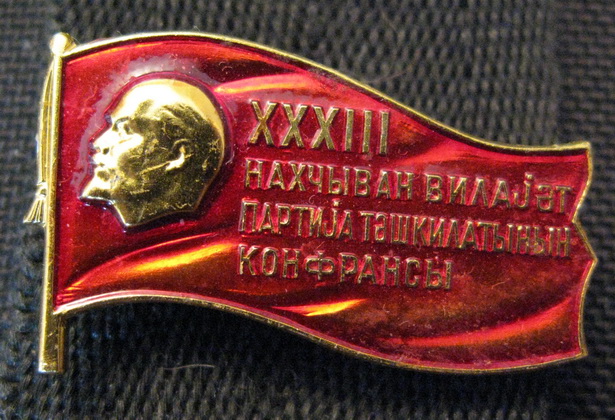 XXXIII
НАХЧЫВАН ВИЛАЈӘТ
ПАРТИЈА ТӘШКИЛАТЫНЫН
КОНФРАНСЫ